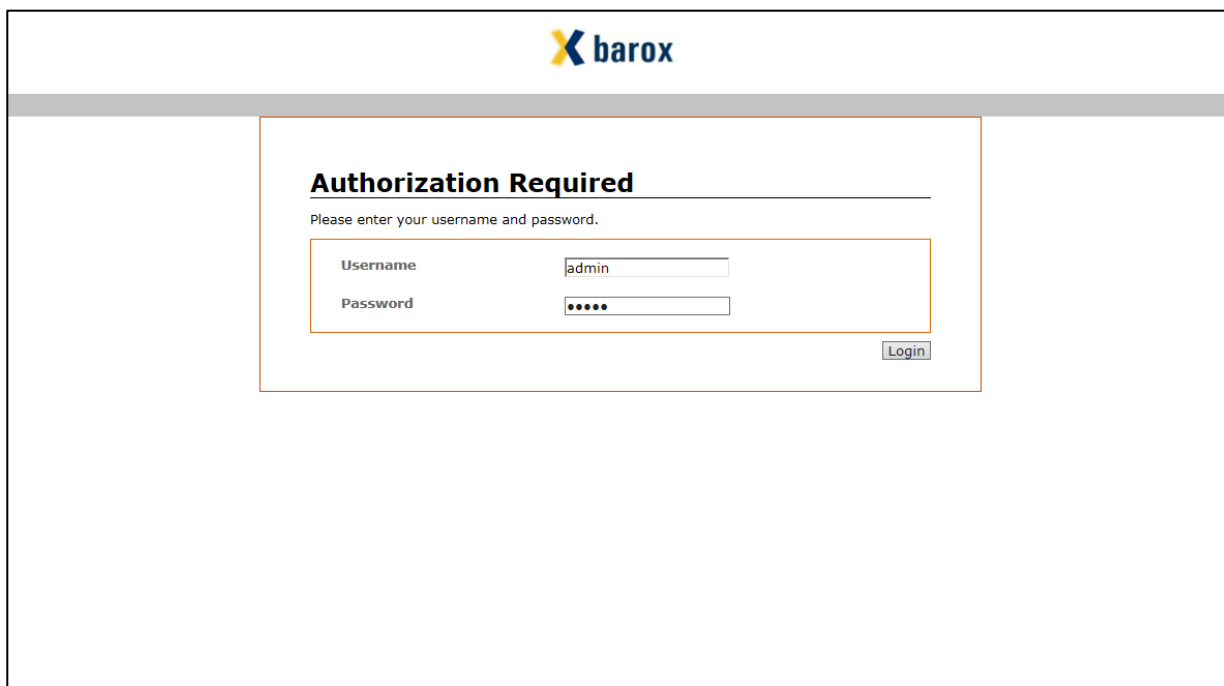 barox
Authorization Required
Please enter your username and password.
Username admin
Password •••••
Login